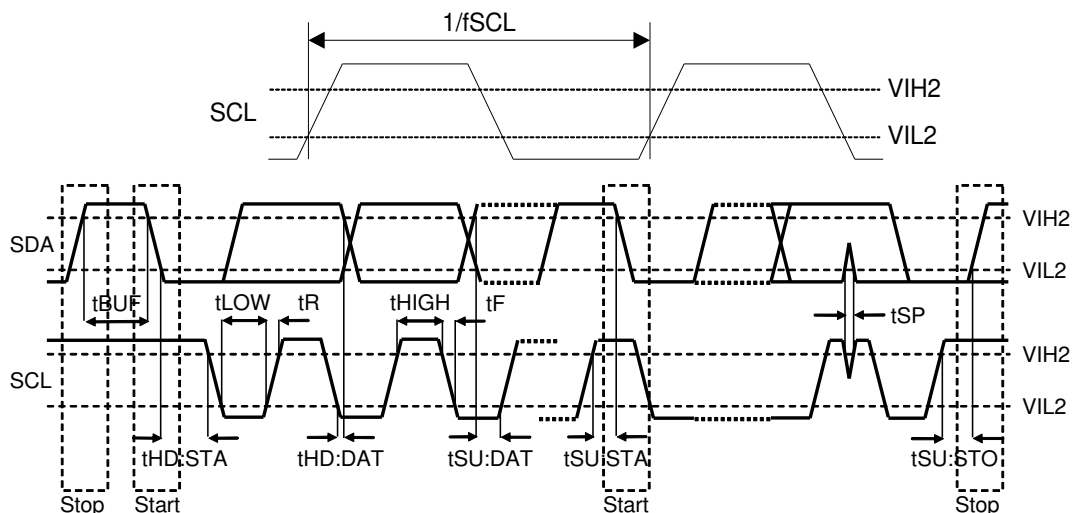 1/fSCL
VIH2
SCL
VIL2
VIH2
SDA
VIL2
tBUF tLOW tR tHIGH tF
tSP
VIH2
SCL
VIL2
tHD:STA tHD:DAT tSU:DAT tSU:STA tSU:STO
Stop Start Start Stop